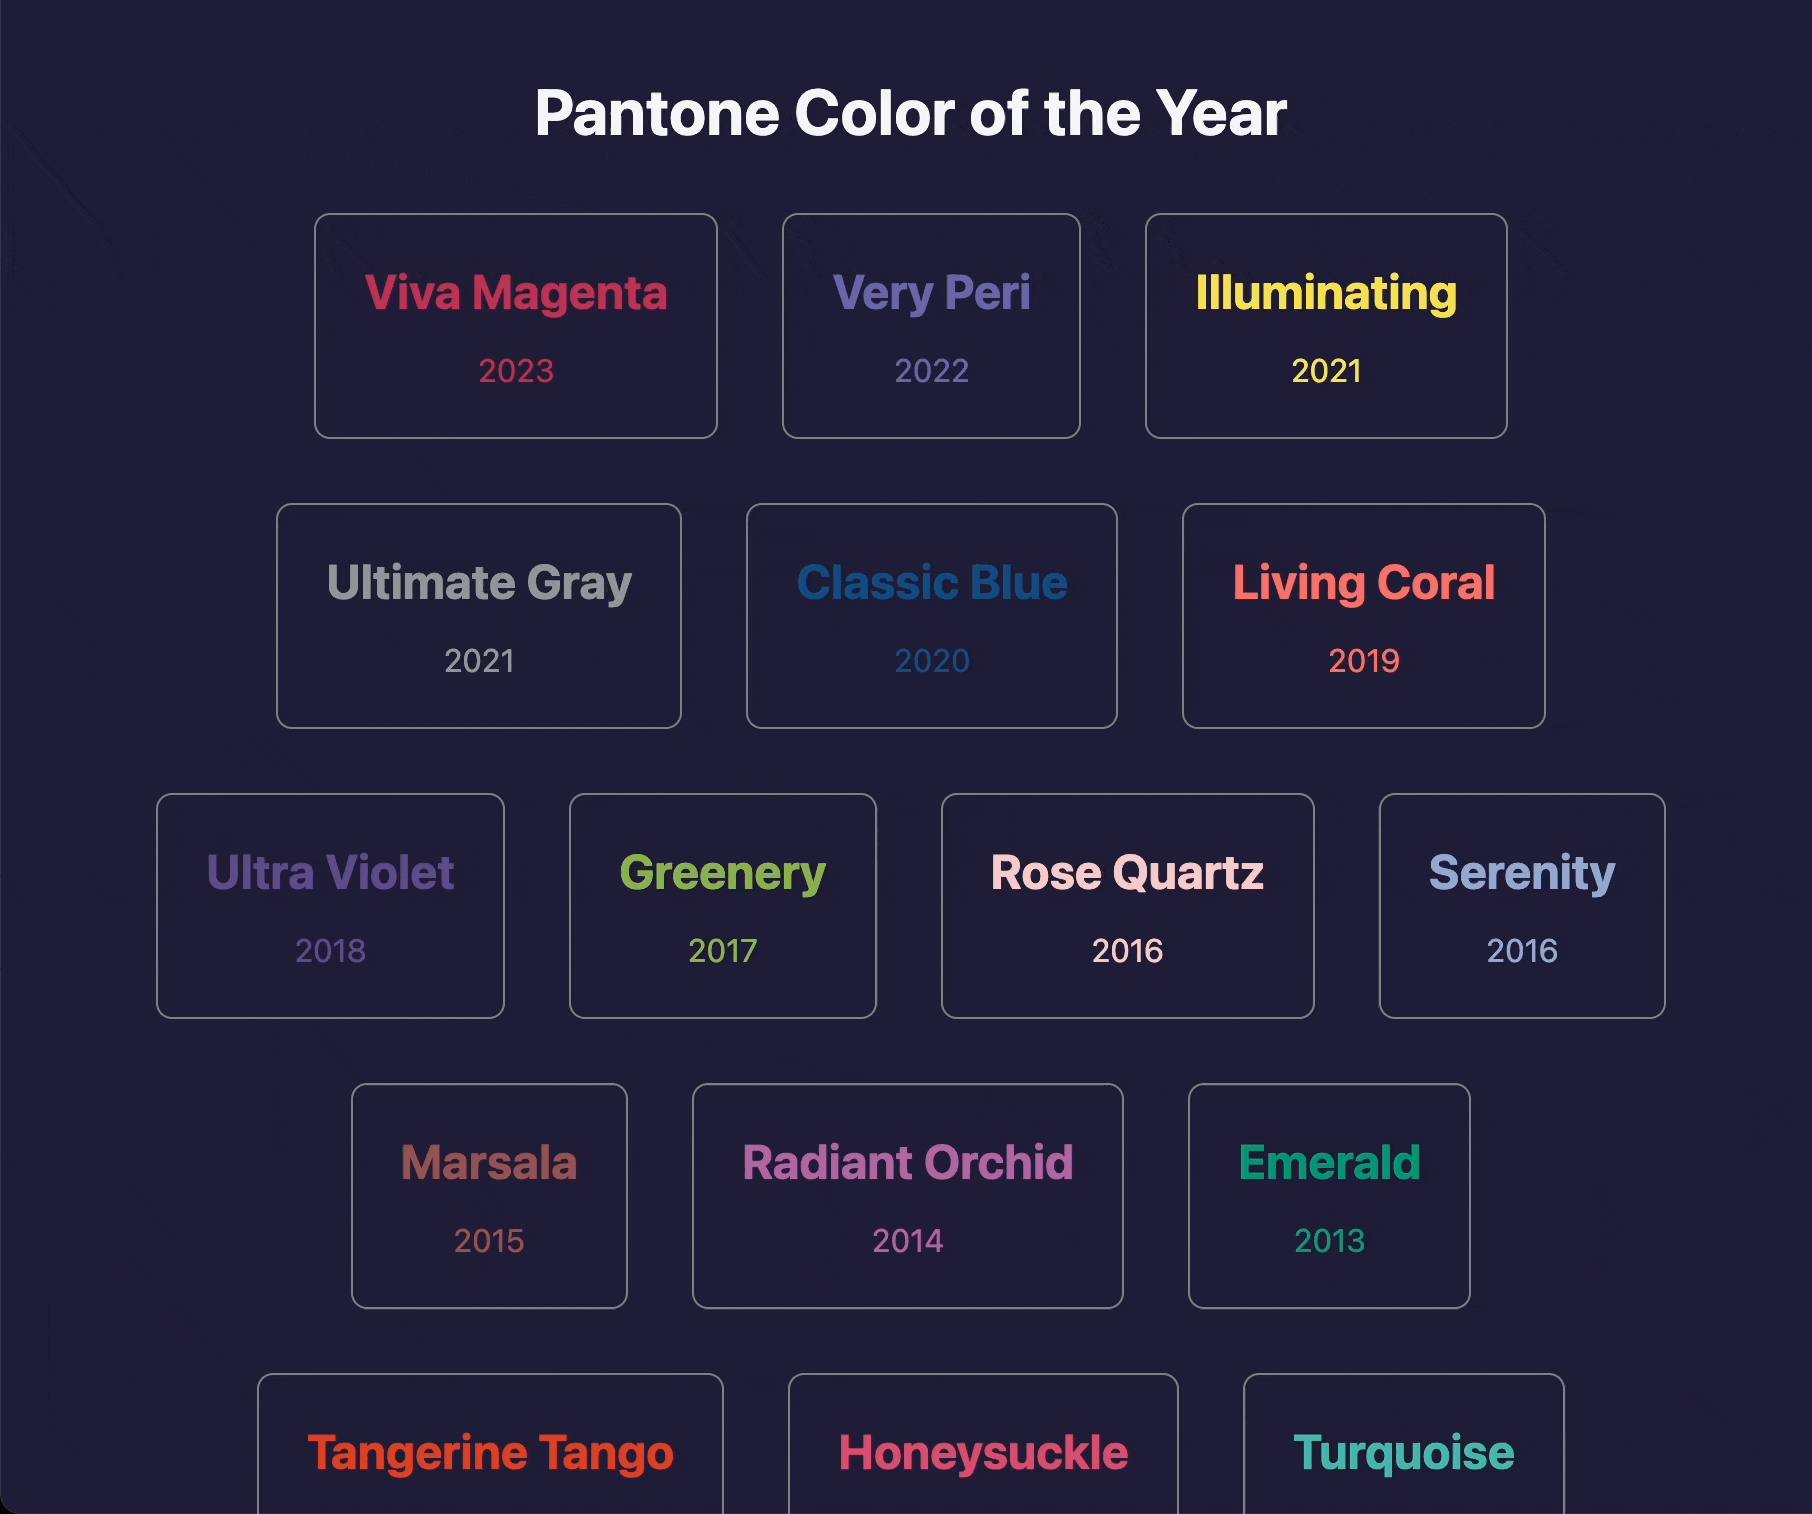 Pantone Color of the Year
Viva Magenta
2023
Very Peri
2022
Illuminating
2021
Ultimate Gray
2021
Classic Blue
2020
Living Coral
2019
Ultra Violet
2018
Greenery
2017
Rose Quartz
2016
Serenity
2016
Marsala
2015
Radiant Orchid
2014
Emerald
2013
Tangerine Tango
Honeysuckle
Turquoise